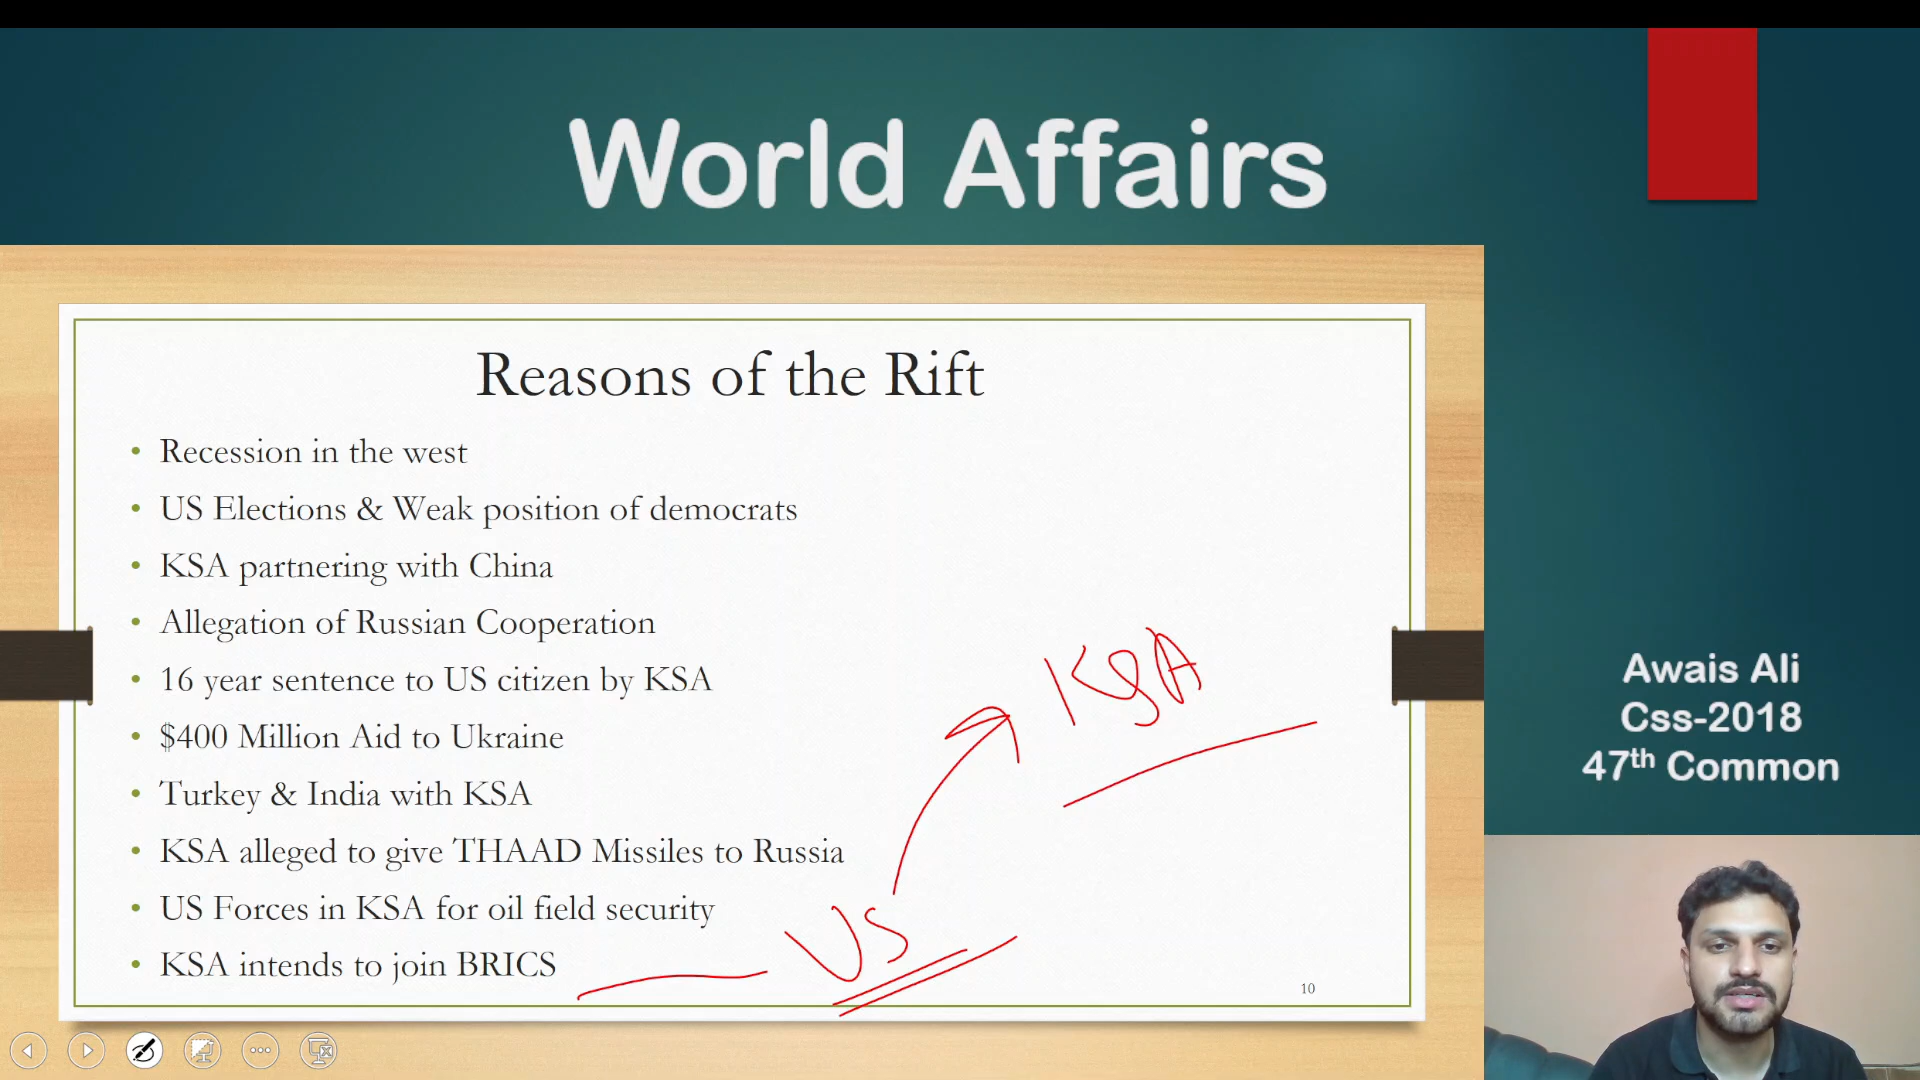 World Affairs
Reasons of the Rift
• Recession in the west
• US Elections & Weak position of democrats
• KSA partnering with China
• Allegation of Russian Cooperation
• 16 year sentence to US citizen by KSA
• $400 Million Aid to Ukraine
• Turkey & India with KSA
• KSA alleged to give THAAD Missiles to Russia
• US Forces in KSA for oil field security
• KSA intends to join BRICS
KSA
US
10
Awais Ali
Css-2018
47th Common